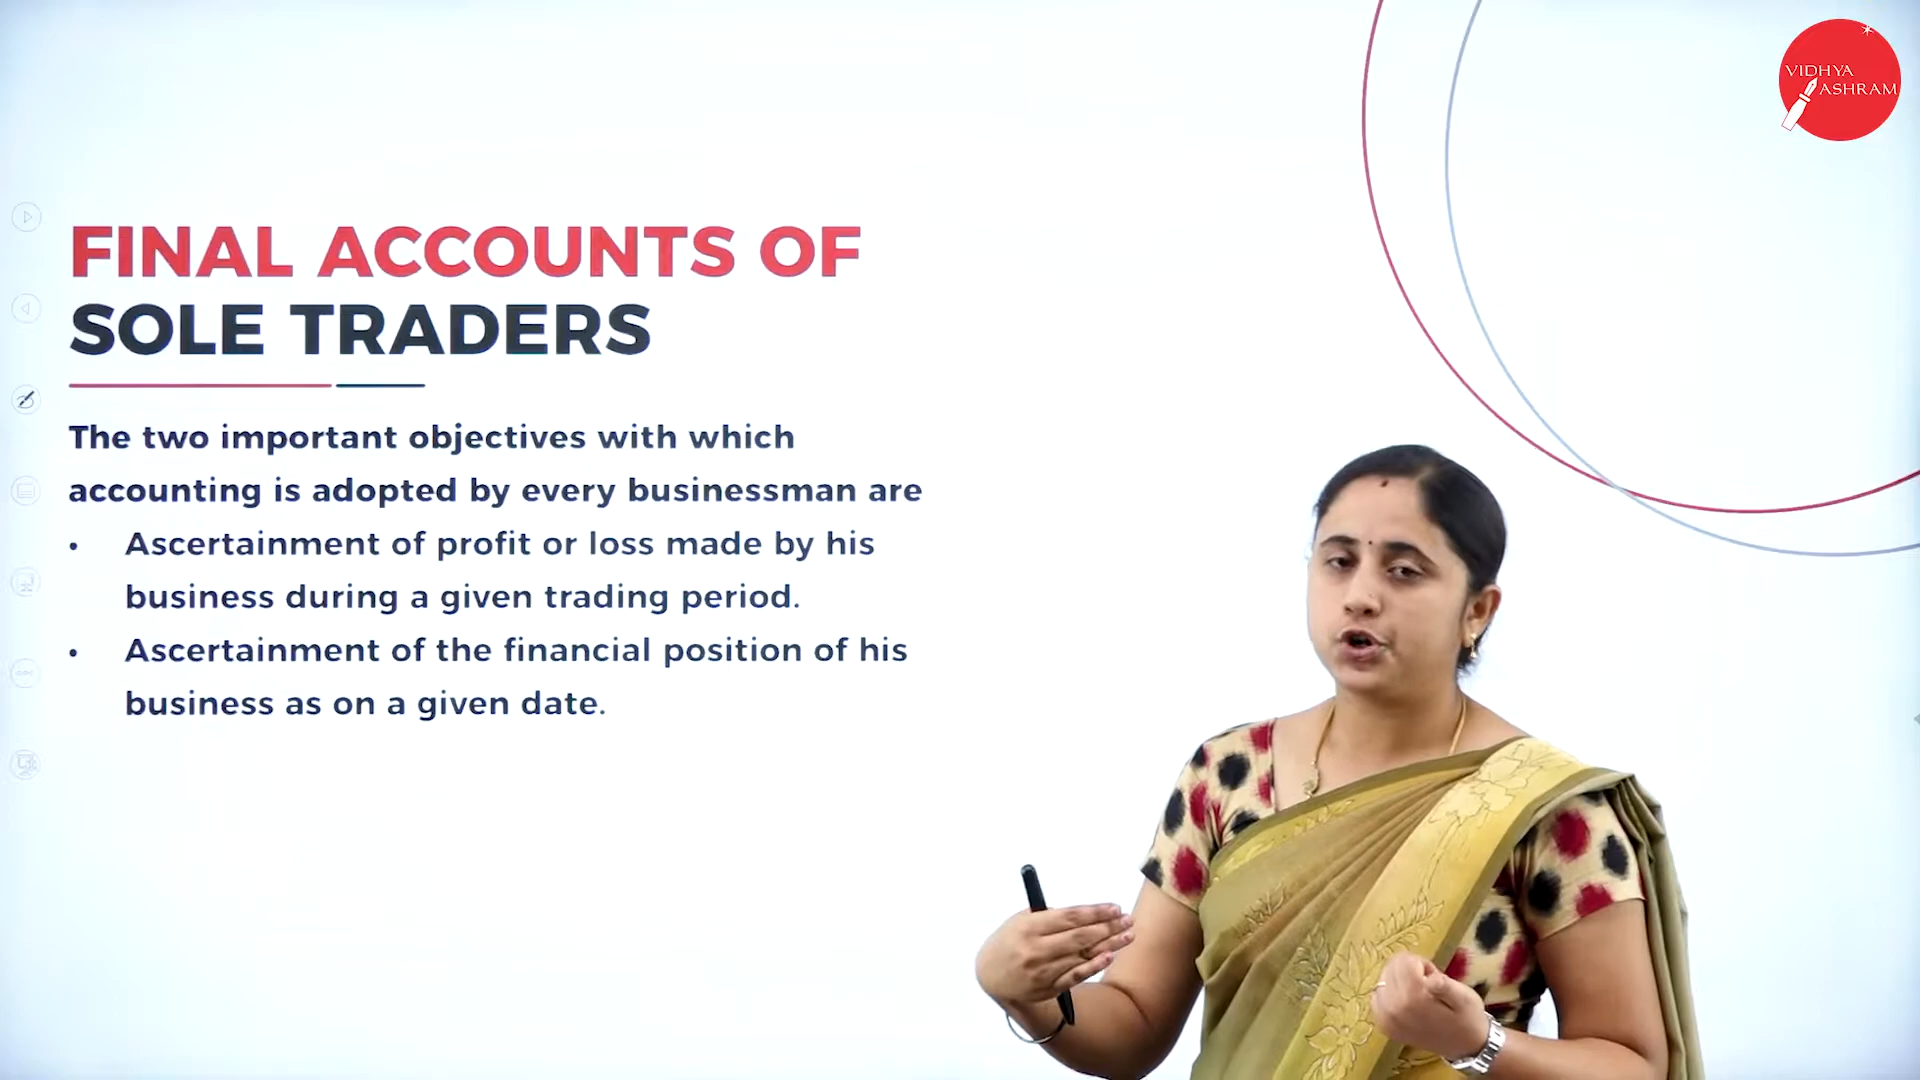 VIDHYA
ASHRAM
FINAL ACCOUNTS OF
SOLE TRADERS
The two important objectives with which
accounting is adopted by every businessman are
• Ascertainment of profit or loss made by his
business during a given trading period.
• Ascertainment of the financial position of his
business as on a given date.